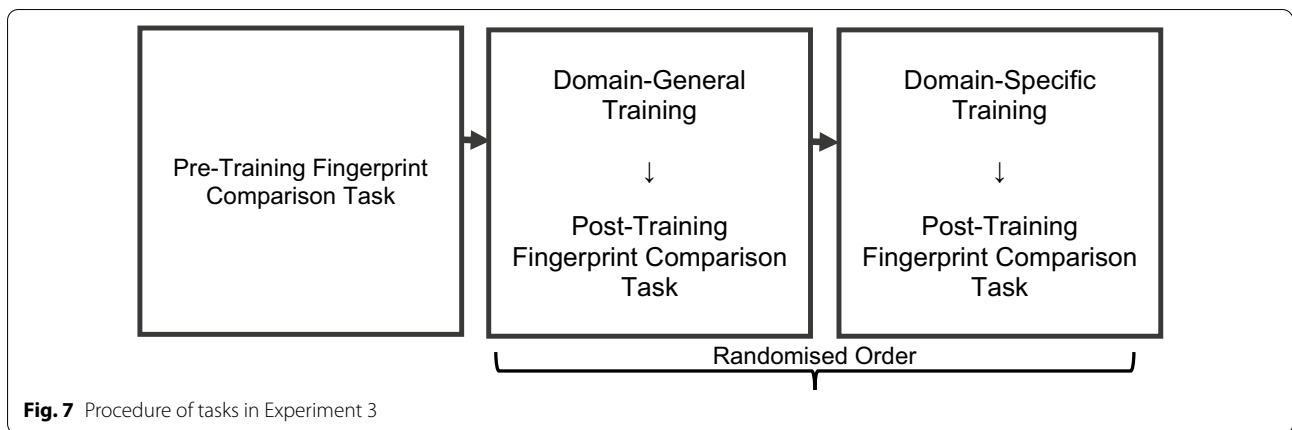 Pre-Training Fingerprint
Comparison Task
Domain-General
Training
↓
Post-Training
Fingerprint Comparison
Task
Domain-Specific
Training
↓
Post-Training
Fingerprint Comparison
Task
Randomised Order
Fig. 7 Procedure of tasks in Experiment 3